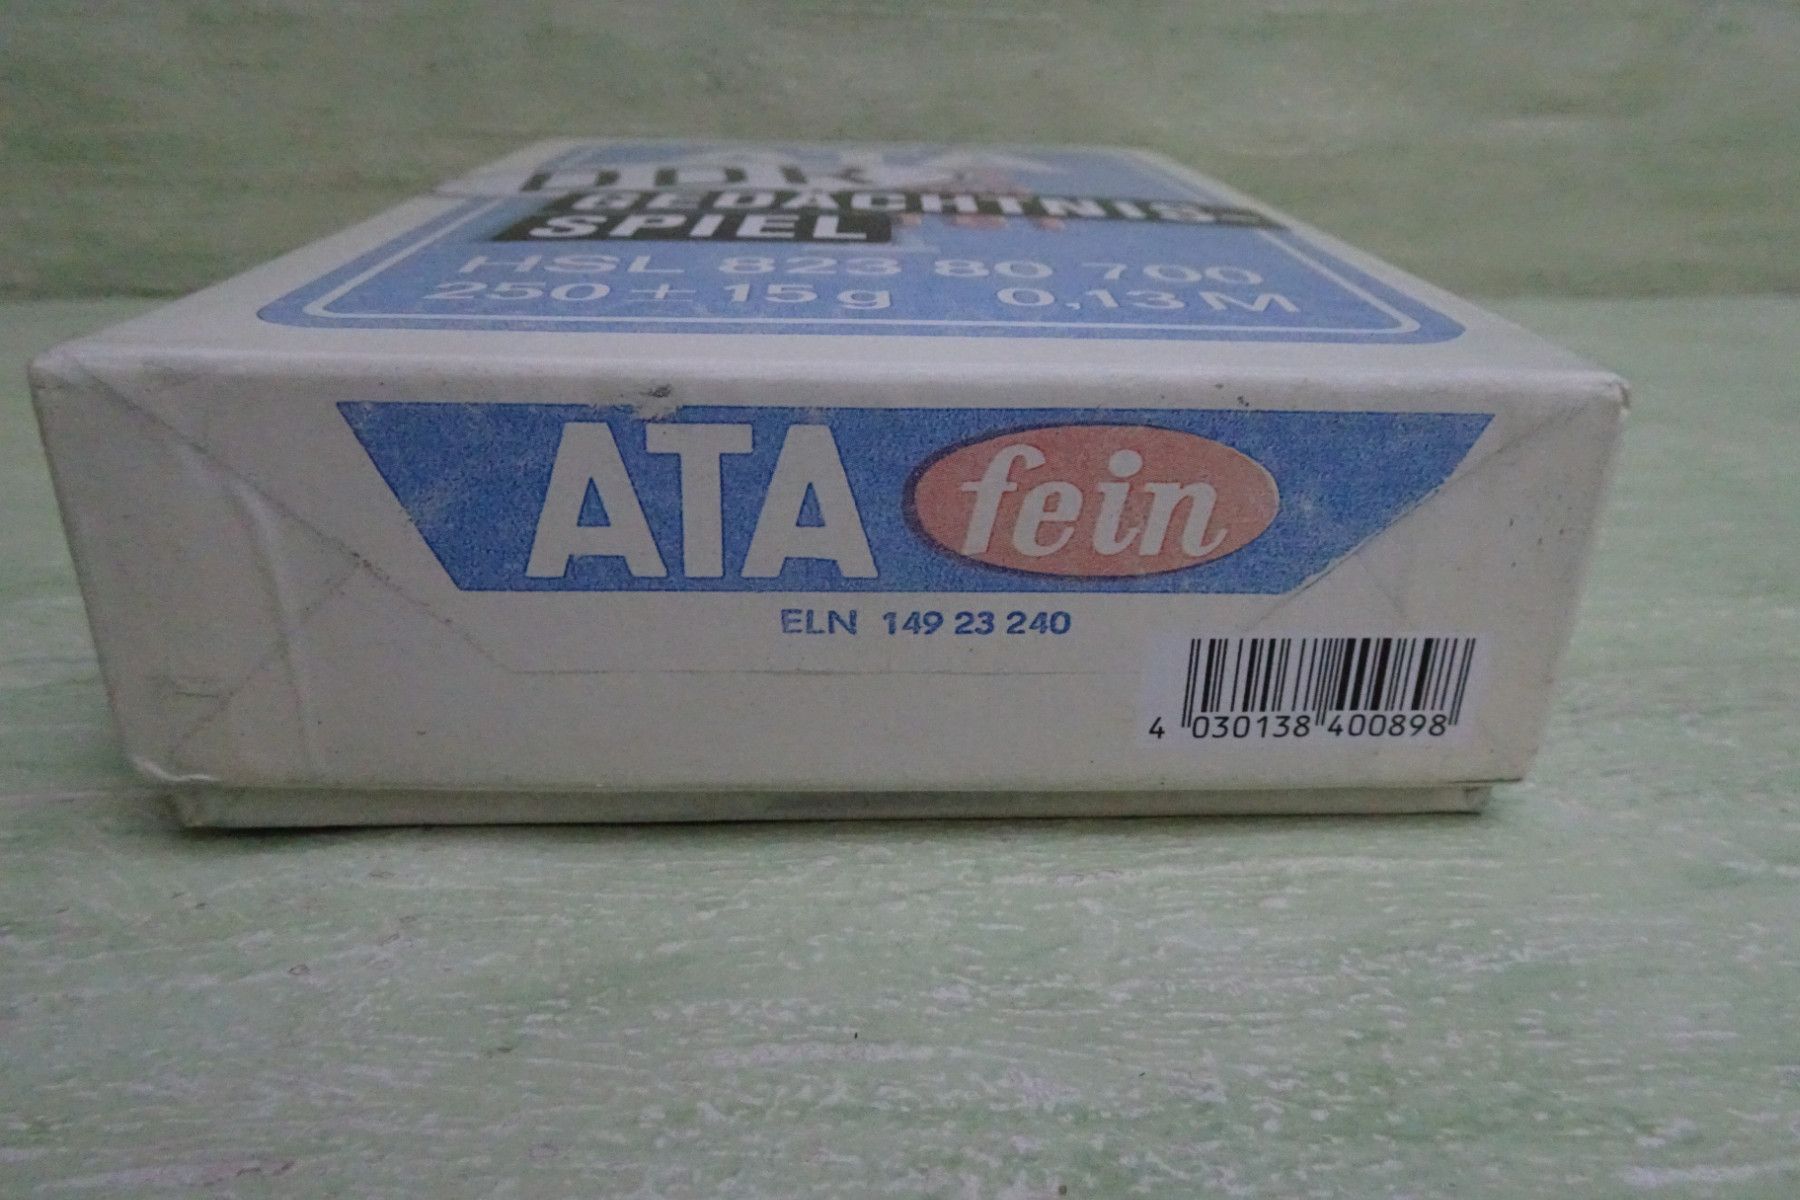 DDR
GEDÄCHTNIS-
SPIEL
HSL 823 80 700
250 ± 15 g 0,13 M
ATA fein
ELN 149 23 240
4 030138 400898